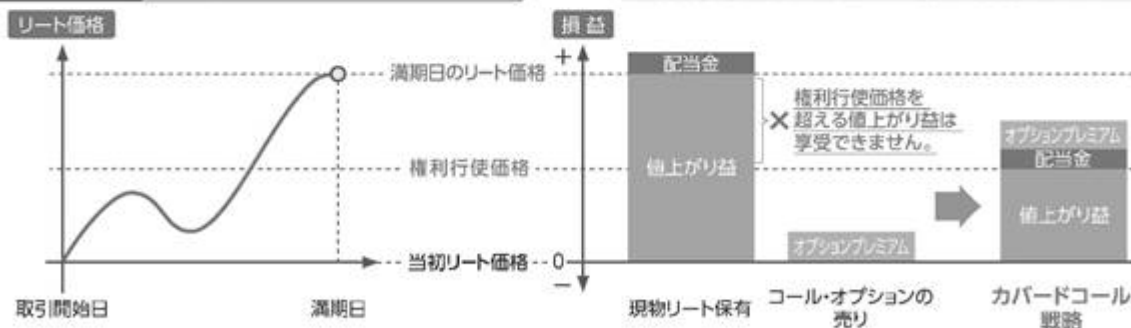 リート価格
満期日のリート価格
権利行使価格
当初リート価格
取引開始日
満期日
損益
+
0
−
配当金
値上がり益
×
権利行使価格を
超える値上がり益は
享受できません。
オプションプレミアム
オプションプレミアム
配当金
値上がり益
現物リート保有
コール・オプションの
売り
カバードコール
戦略